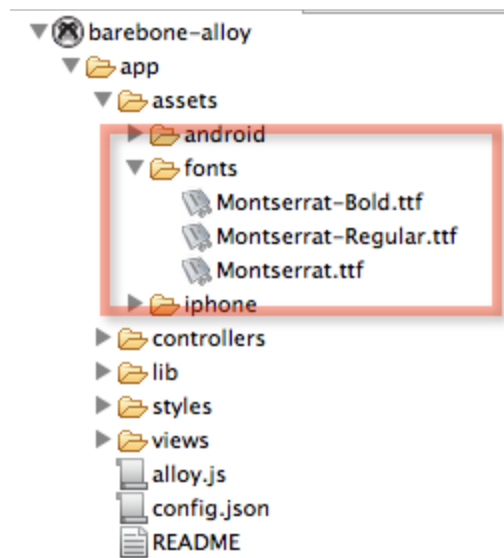 barebone-alloy
app
assets
android
fonts
Montserrat-Bold.ttf
Montserrat-Regular.ttf
Montserrat.ttf
iphone
controllers
lib
styles
views
alloy.js
config.json
README